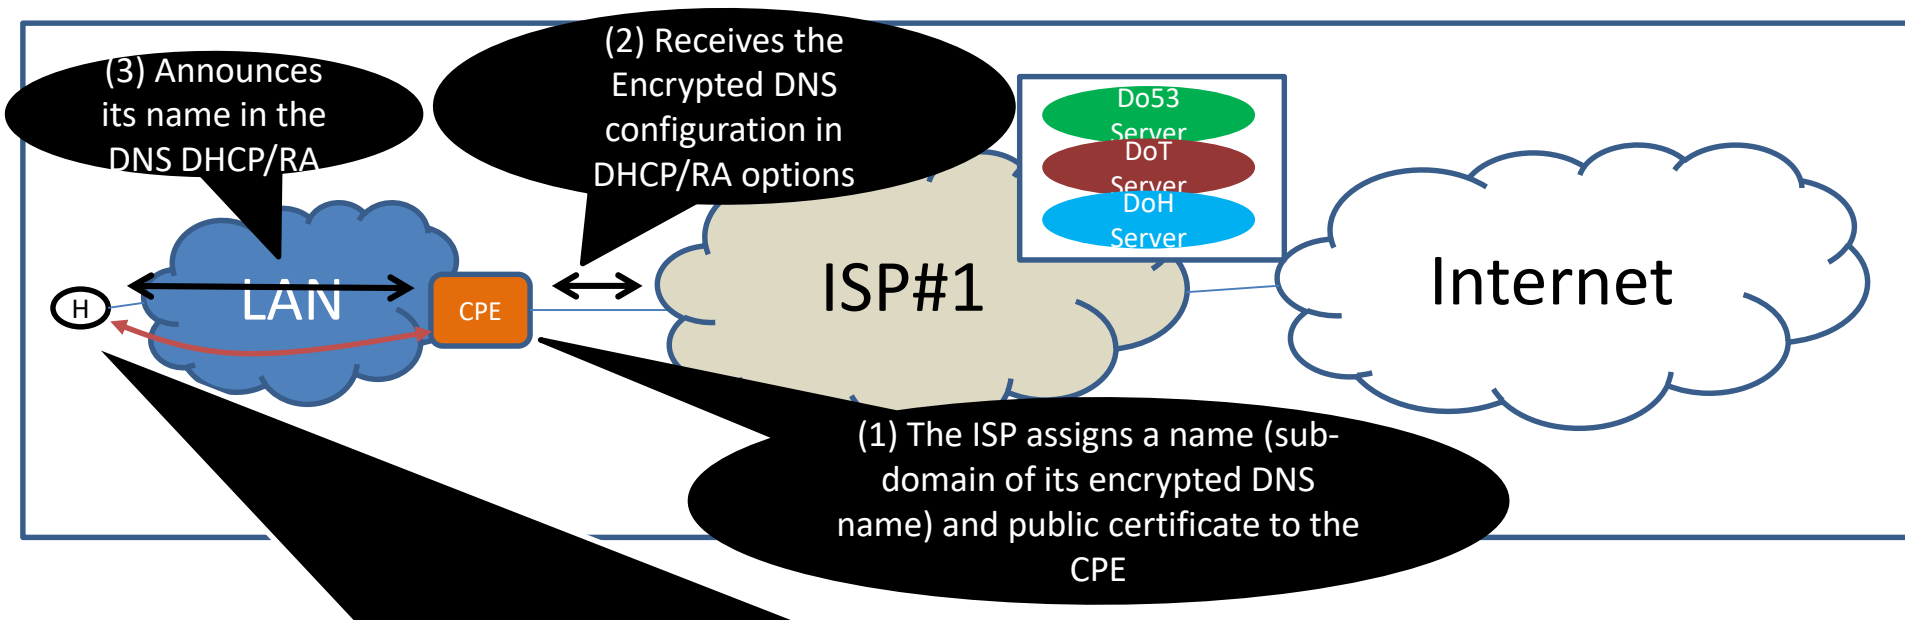 (3) Announces
its name in the
DNS DHCP/RA
(2) Receives the
Encrypted DNS
configuration in
DHCP/RA options
Do53
Server
DoT
Server
DoH
Server
H
LAN
CPE
ISP#1
Internet
(1) The ISP assigns a name (sub-
domain of its encrypted DNS
name) and public certificate to the
CPE